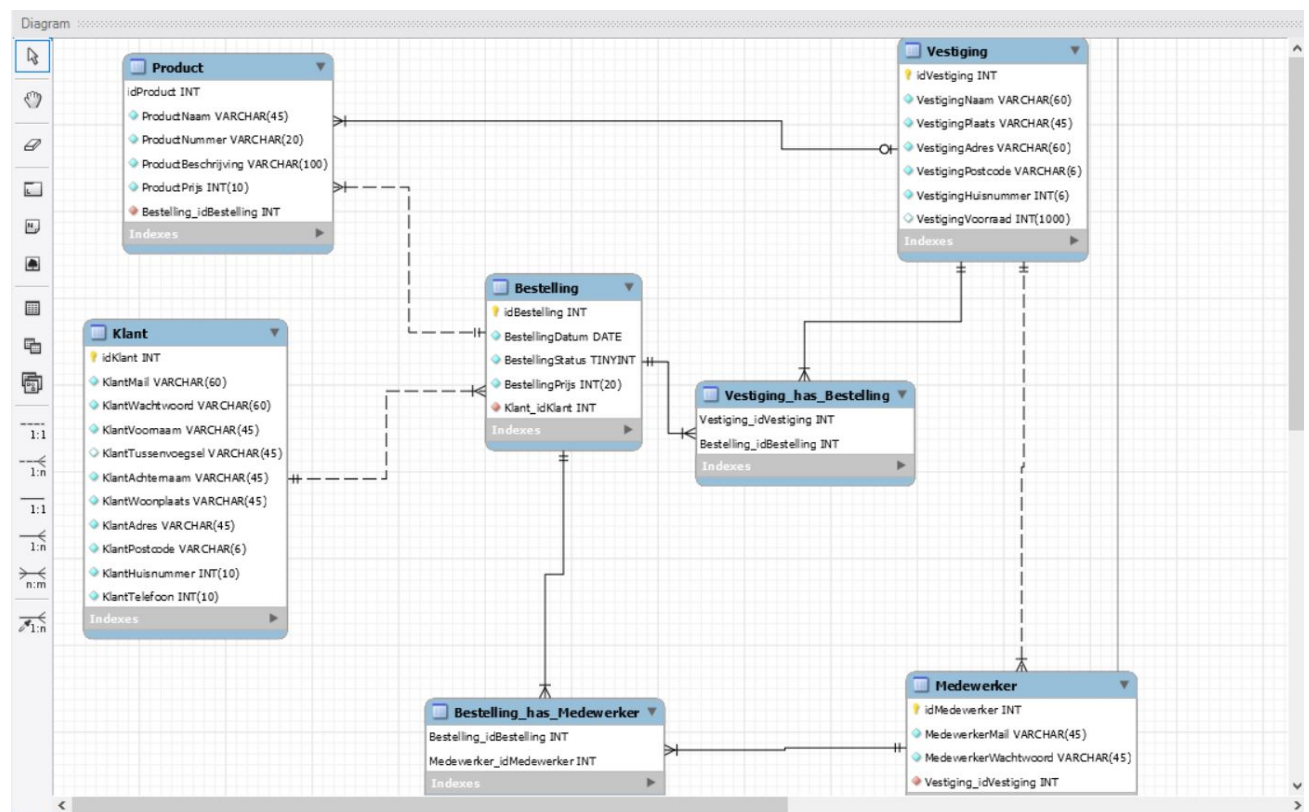 Diagram
Product
idProduct INT
ProductNaam VARCHAR(45)
ProductNummer VARCHAR(20)
ProductBeschrijving VARCHAR(100)
ProductPrijs INT(10)
Bestelling_idBestelling INT
Indexes
Vestiging
idVestiging INT
VestigingNaam VARCHAR(60)
VestigingPlaats VARCHAR(45)
VestigingAdres VARCHAR(60)
VestigingPostcode VARCHAR(6)
VestigingHuisnummer INT(6)
VestigingVoorraad INT(1000)
Indexes
Bestelling
idBestelling INT
BestellingDatum DATE
BestellingStatus TINYINT
BestellingPrijs INT(20)
Klant_idKlant INT
Indexes
Klant
idKlant INT
KlantMail VARCHAR(60)
KlantWachtwoord VARCHAR(60)
KlantVoornaam VARCHAR(45)
KlantTussenvoegsel VARCHAR(45)
KlantAchternaam VARCHAR(45)
KlantWoonplaats VARCHAR(45)
KlantAdres VARCHAR(45)
KlantPostcode VARCHAR(6)
KlantHuisnummer INT(10)
KlantTelefoon INT(10)
Indexes
Vestiging_has_Bestelling
Vestiging_idVestiging INT
Bestelling_idBestelling INT
Indexes
1:1
1:n
1:1
1:n
n:m
1:n
Bestelling_has_Medewerker
Bestelling_idBestelling INT
Medewerker_idMedewerker INT
Indexes
Medewerker
idMedewerker INT
MedewerkerMail VARCHAR(45)
MedewerkerWachtwoord VARCHAR(45)
Vestiging_idVestiging INT